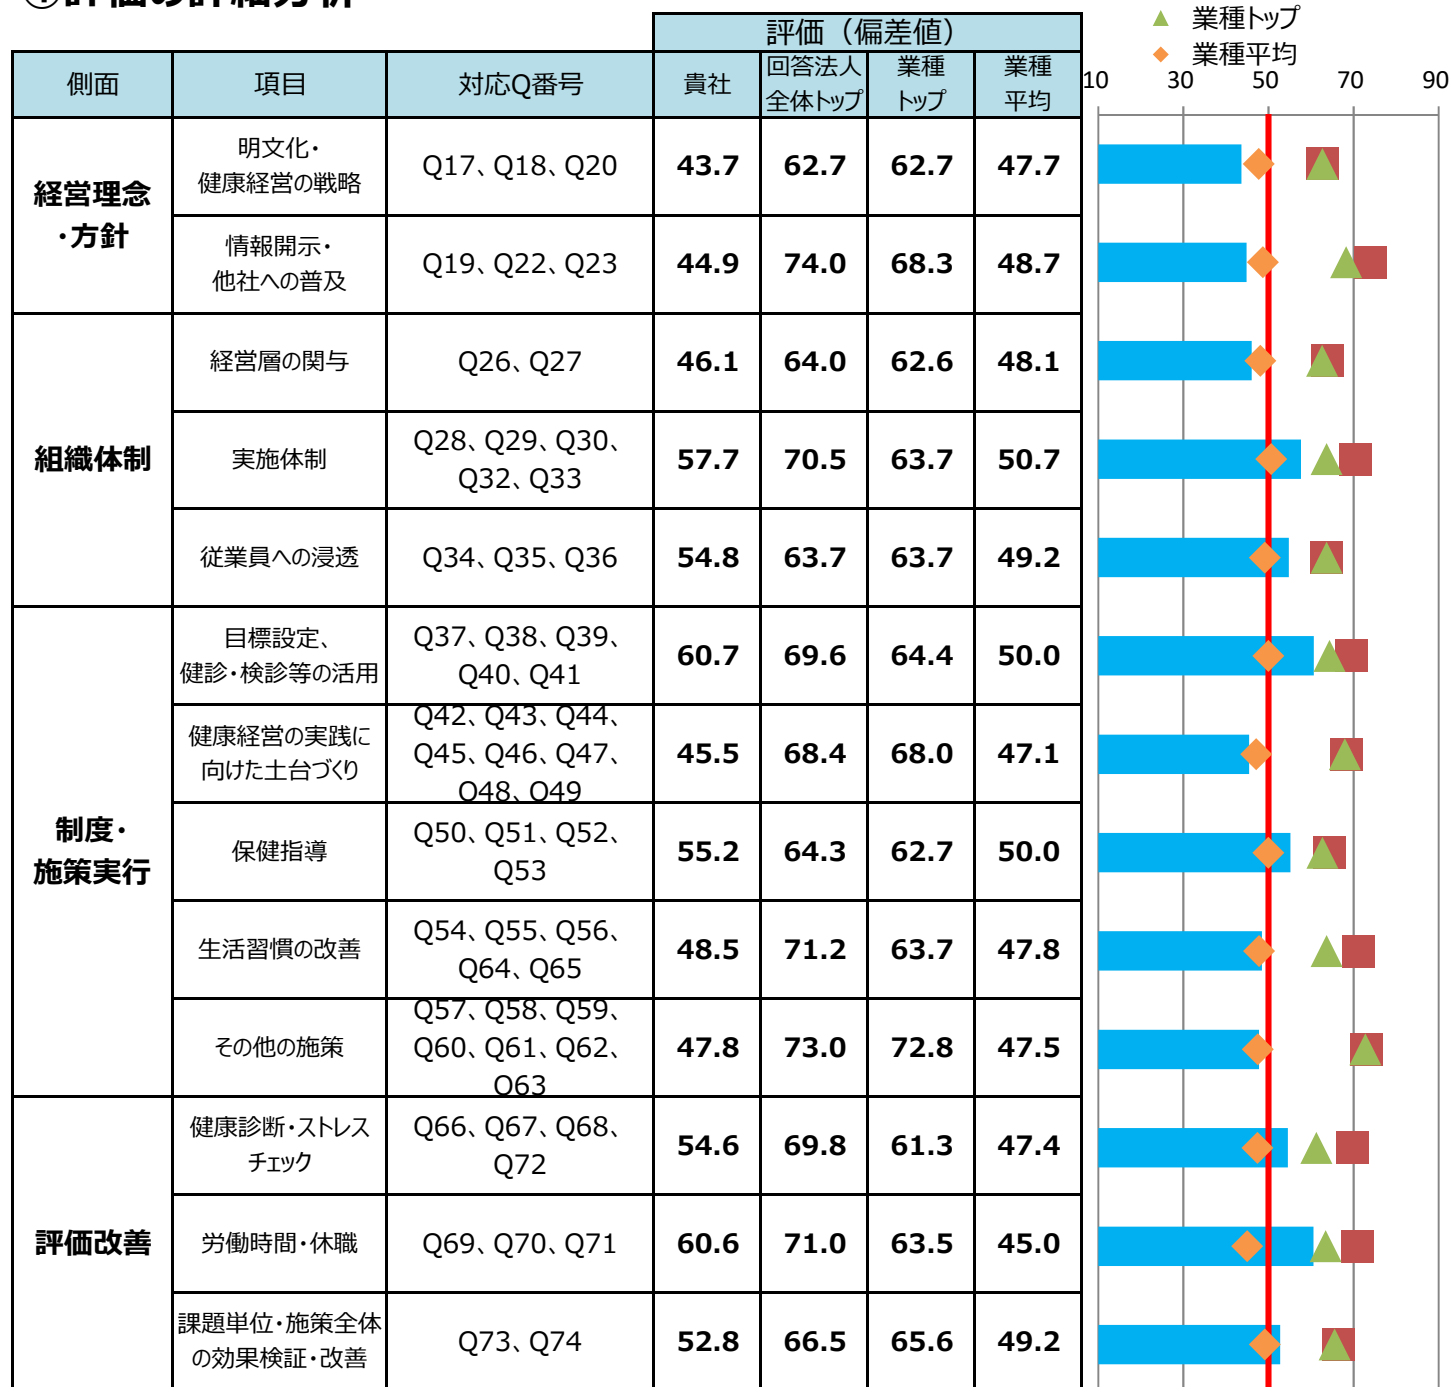 ①評価の詳細分析
▲ 業種トップ
◆ 業種平均
評価（偏差値）
側面 項目 対応Q番号 貴社 回答法人全体トップ 業種トップ 業種平均
10 30 50 70 90
経営理念
・方針
明文化・
健康経営の戦略
Q17、Q18、Q20
43.7 62.7 62.7 47.7
情報開示・
他社への普及
Q19、Q22、Q23
44.9 74.0 68.3 48.7
組織体制
経営層の関与
Q26、Q27
46.1 64.0 62.6 48.1
実施体制
Q28、Q29、Q30、
Q32、Q33
57.7 70.5 63.7 50.7
従業員への浸透
Q34、Q35、Q36
54.8 63.7 63.7 49.2
制度・
施策実行
目標設定、
健診・検診等の活用
Q37、Q38、Q39、
Q40、Q41
60.7 69.6 64.4 50.0
健康経営の実践に
向けた土台づくり
Q42、Q43、Q44、
Q45、Q46、Q47、
Q48、Q49
45.5 68.4 68.0 47.1
保健指導
Q50、Q51、Q52、
Q53
55.2 64.3 62.7 50.0
生活習慣の改善
Q54、Q55、Q56、
Q64、Q65
48.5 71.2 63.7 47.8
その他の施策
Q57、Q58、Q59、
Q60、Q61、Q62、
Q63
47.8 73.0 72.8 47.5
評価改善
健康診断・ストレス
チェック
Q66、Q67、Q68、
Q72
54.6 69.8 61.3 47.4
労働時間・休職
Q69、Q70、Q71
60.6 71.0 63.5 45.0
課題単位・施策全体
の効果検証・改善
Q73、Q74
52.8 66.5 65.6 49.2